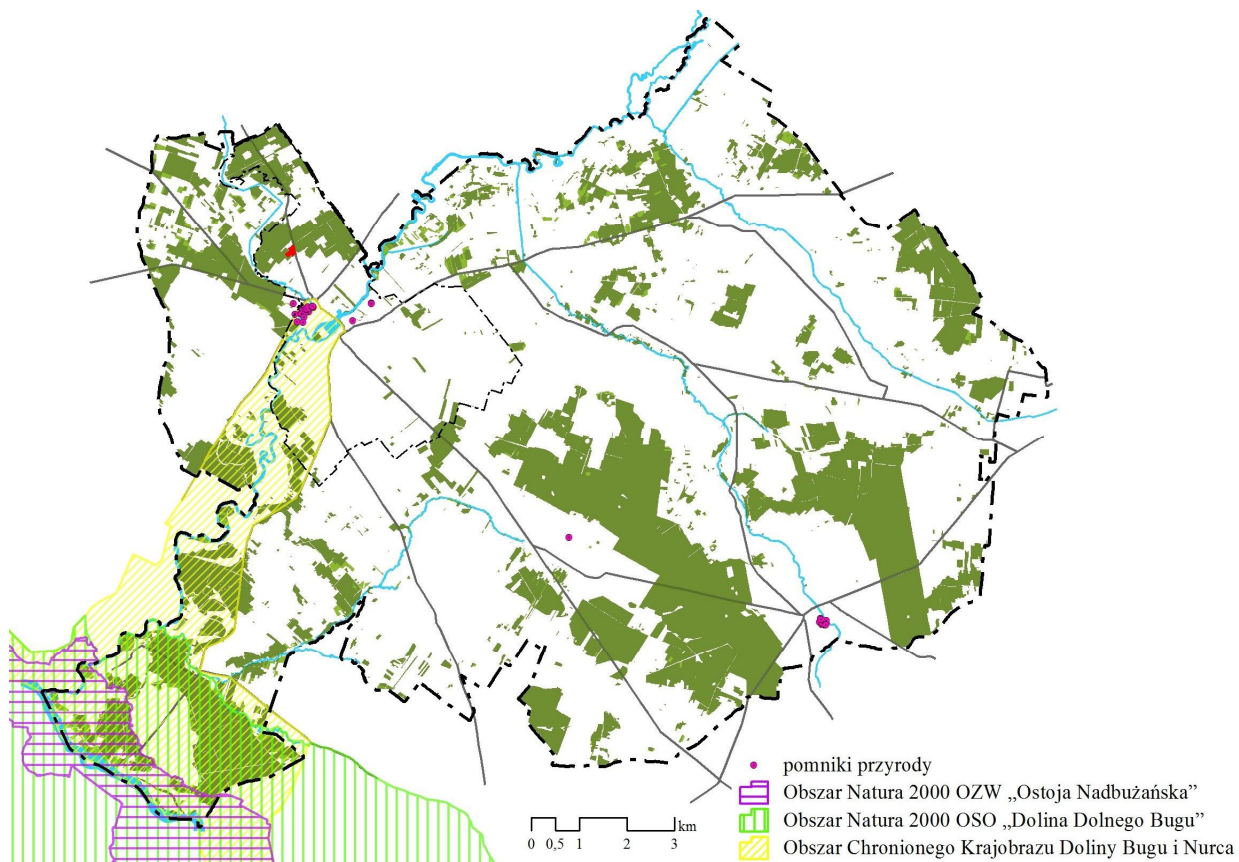 pomniki przyrody
Obszar Natura 2000 OZW „Ostoja Nadbużańska”
Obszar Natura 2000 OSO „Dolina Dolnego Bugu”
Obszar Chronionego Krajobrazu Doliny Bugu i Nurca
km
0 0,5 1 2 3